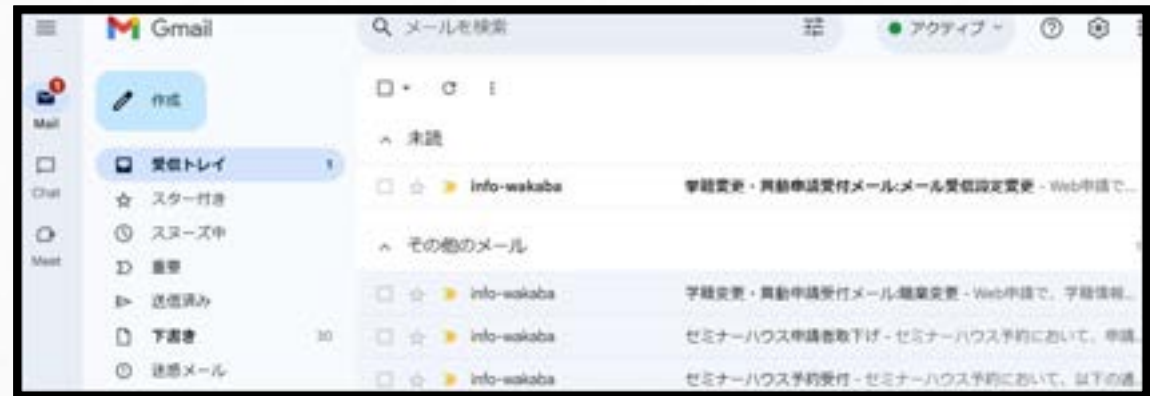 Gmail
メールを検索
アクティブ
1
Mail
作成
未読
受信トレイ 1
info-wakaba 学籍変更・異動申請受付メール:メール受信設定変更 - Web申請で...
Chat
スター付き
スヌーズ中
その他のメール
Meet
重要
送信済み
info-wakaba 学籍変更・異動申請受付メール:職業変更 - Web申請で、学籍情報...
下書き 30
info-wakaba セミナーハウス申請者取下げ - セミナーハウス予約において、申請...
迷惑メール
info-wakaba セミナーハウス予約受付 - セミナーハウス予約において、以下の通...